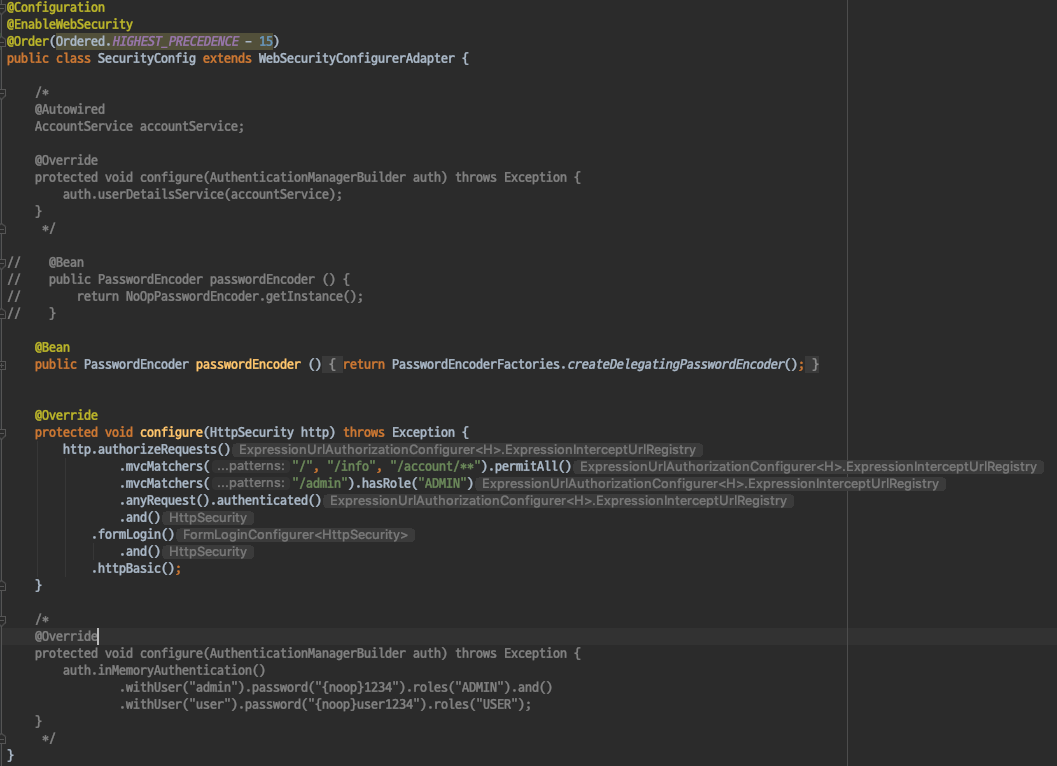 @Configuration
@EnableWebSecurity
@Order(Ordered.HIGHEST_PRECEDENCE - 15)
public class SecurityConfig extends WebSecurityConfigurerAdapter {
/*
@Autowired
AccountService accountService;
@Override
protected void configure(AuthenticationManagerBuilder auth) throws Exception {
auth.userDetailsService(accountService);
}
*/
// @Bean
// public PasswordEncoder passwordEncoder () {
// return NoOpPasswordEncoder.getInstance();
// }
@Bean
public PasswordEncoder passwordEncoder () { return PasswordEncoderFactories.createDelegatingPasswordEncoder(); }
@Override
protected void configure(HttpSecurity http) throws Exception {
http.authorizeRequests() ExpressionUrlAuthorizationConfigurer<H>.ExpressionInterceptUrlRegistry
.mvcMatchers( ...patterns: "/", "/info", "/account/**").permitAll() ExpressionUrlAuthorizationConfigurer<H>.ExpressionInterceptUrlRegistry
.mvcMatchers( ...patterns: "/admin").hasRole("ADMIN") ExpressionUrlAuthorizationConfigurer<H>.ExpressionInterceptUrlRegistry
.anyRequest().authenticated() ExpressionUrlAuthorizationConfigurer<H>.ExpressionInterceptUrlRegistry
.and() HttpSecurity
.formLogin() FormLoginConfigurer<HttpSecurity>
.and() HttpSecurity
.httpBasic();
}
/*
@Override
protected void configure(AuthenticationManagerBuilder auth) throws Exception {
auth.inMemoryAuthentication()
.withUser("admin").password("{noop}1234").roles("ADMIN").and()
.withUser("user").password("{noop}user1234").roles("USER");
}
*/
}